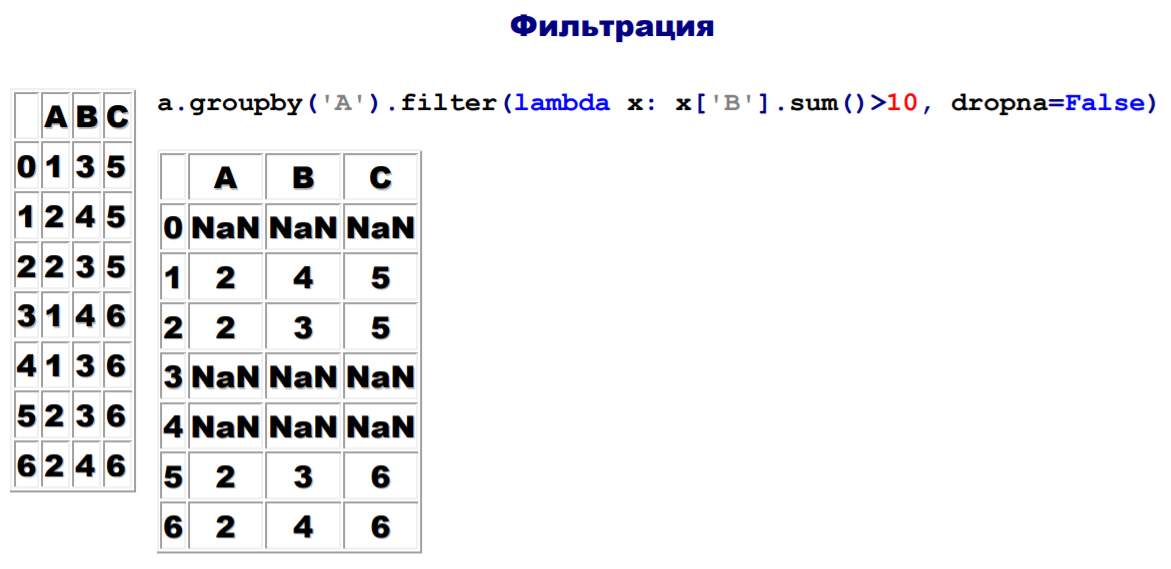 Фильтрация
a.groupby('A').filter(lambda x: x['B'].sum()>10, dropna=False)
A B C
0 1 3 5
1 2 4 5
2 2 3 5
3 1 4 6
4 1 3 6
5 2 3 6
6 2 4 6
A B C
0 NaN NaN NaN
1 2 4 5
2 2 3 5
3 NaN NaN NaN
4 NaN NaN NaN
5 2 3 6
6 2 4 6